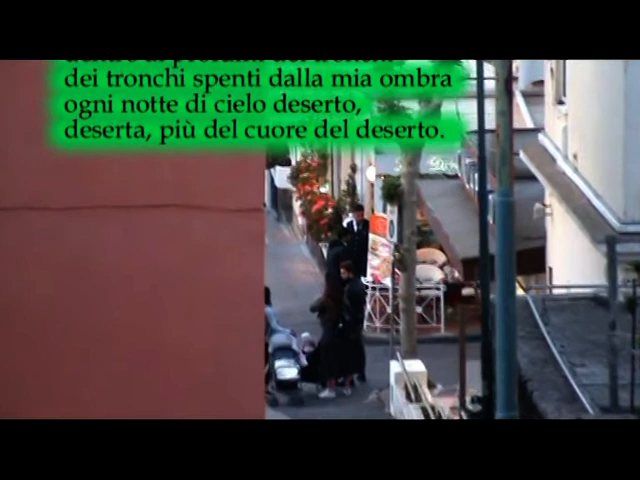 dei tronchi spenti dalla mia ombra
ogni notte di cielo deserto,
deserta, più del cuore del deserto.